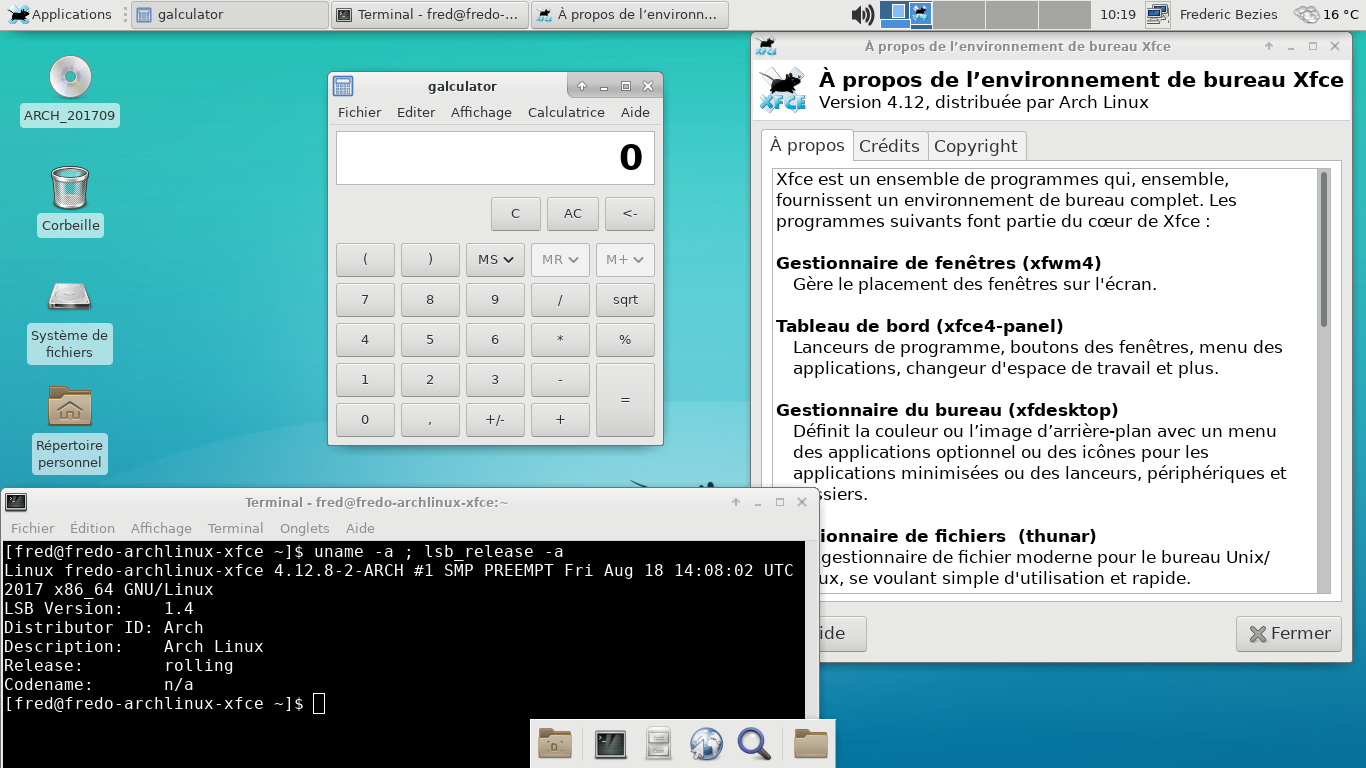 Applications
galculator
Terminal - fred@fredo-...
À propos de l’environn...
10:19
Frederic Bezies
16 °C
ARCH_201709
Corbeille
Système de
fichiers
Répertoire
personnel
galculator
Fichier Editer Affichage Calculatrice Aide
0
C AC <-
( ) MS MR M+
7 8 9 / sqrt
4 5 6 * %
1 2 3 - =
0 , +/- +
À propos de l’environnement de bureau Xfce
XFCE
À propos de l’environnement de bureau Xfce
Version 4.12, distribuée par Arch Linux
À propos Crédits Copyright
Xfce est un ensemble de programmes qui, ensemble,
fournissent un environnement de bureau complet. Les
programmes suivants font partie du cœur de Xfce :
Gestionnaire de fenêtres (xfwm4)
Gère le placement des fenêtres sur l'écran.
Tableau de bord (xfce4-panel)
Lanceurs de programme, boutons des fenêtres, menu des
applications, changeur d'espace de travail et plus.
Gestionnaire du bureau (xfdesktop)
Définit la couleur ou l’image d’arrière-plan avec un menu
des applications optionnel ou des icônes pour les
applications minimisées ou des lanceurs, périphériques et
ssiers.
ionnaire de fichiers (thunar)
gestionnaire de fichier moderne pour le bureau Unix/
ux, se voulant simple d'utilisation et rapide.
ide
Fermer
Terminal - fred@fredo-archlinux-xfce:~
Fichier Édition Affichage Terminal Onglets Aide
[fred@fredo-archlinux-xfce ~]$ uname -a ; lsb_release -a
Linux fredo-archlinux-xfce 4.12.8-2-ARCH #1 SMP PREEMPT Fri Aug 18 14:08:02 UTC
2017 x86_64 GNU/Linux
LSB Version: 1.4
Distributor ID: Arch
Description: Arch Linux
Release: rolling
Codename: n/a
[fred@fredo-archlinux-xfce ~]$